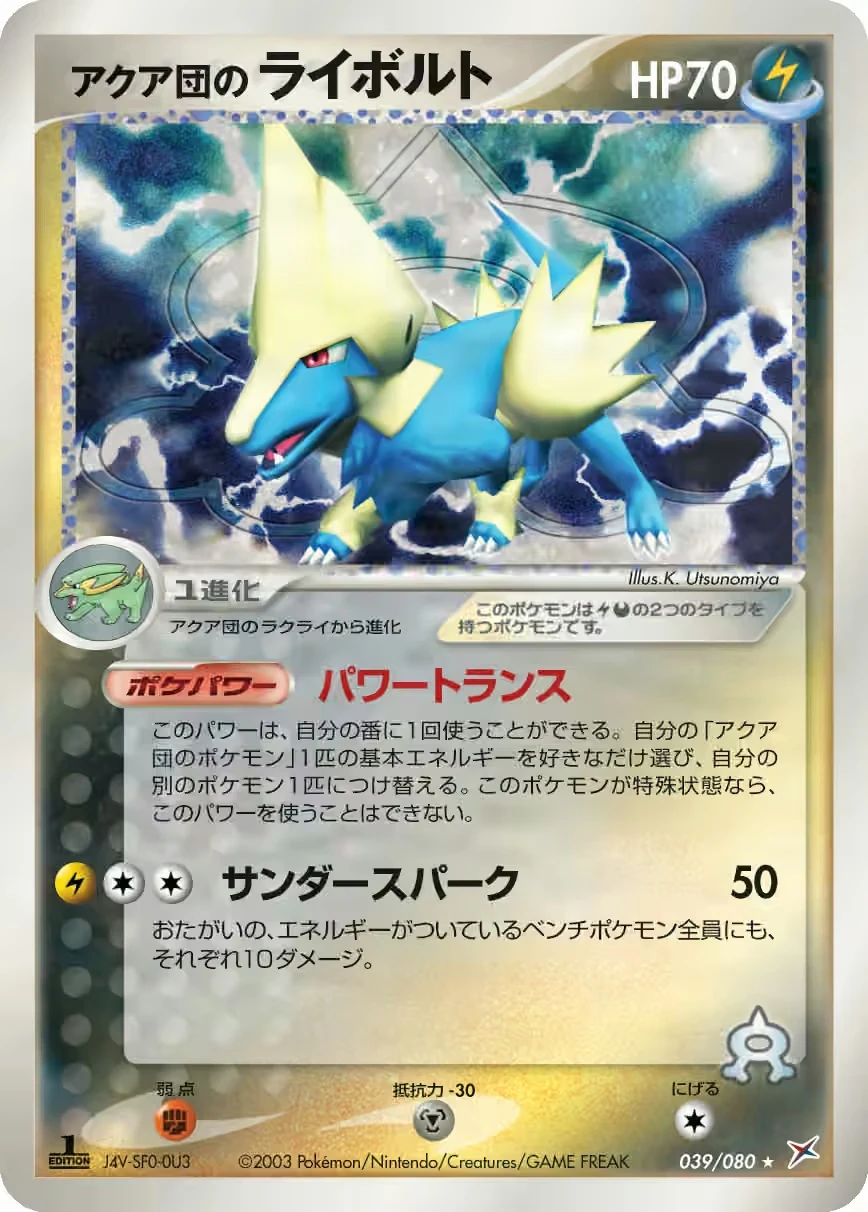 アクア団の ライボルト HP70
Illus.K. Utsunomiya
1進化
アクア団のラクライから進化
このポケモンはの2つのタイプを
持つポケモンです。
ポケパワー パワートランス
このパワーは、自分の番に1回使うことができる。自分の「アクア
団のポケモン」1匹の基本エネルギーを好きなだけ選び、自分の
別のポケモン1匹につけ替える。このポケモンが特殊状態なら、
このパワーを使うことはできない。
サンダースパーク 50
おたがいの、エネルギーがついているベンチポケモン全員にも、
それぞれ10ダメージ。
弱点 抵抗力 -30 にげる
1 EDITION J4V-SF0-0U3 ©2003 Pokémon/Nintendo/Creatures/GAME FREAK 039/080 ★